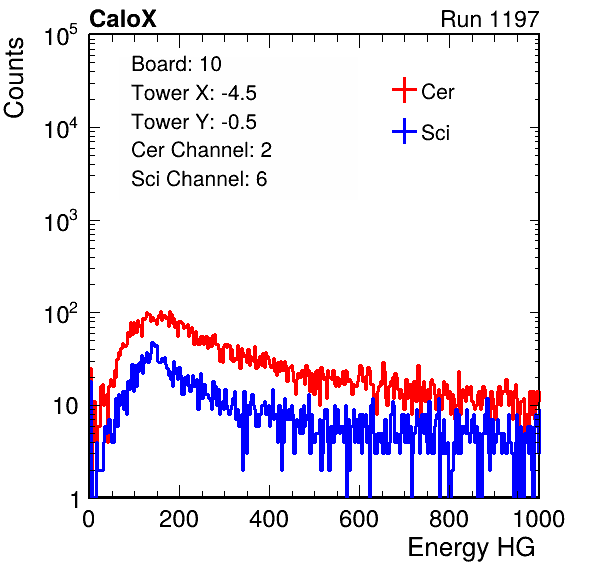 CaloX Run 1197
Counts
10^5
10^4
10^3
10^2
10
1
Board: 10
Tower X: -4.5
Tower Y: -0.5
Cer Channel: 2
Sci Channel: 6
Cer
Sci
0 200 400 600 800 1000
Energy HG